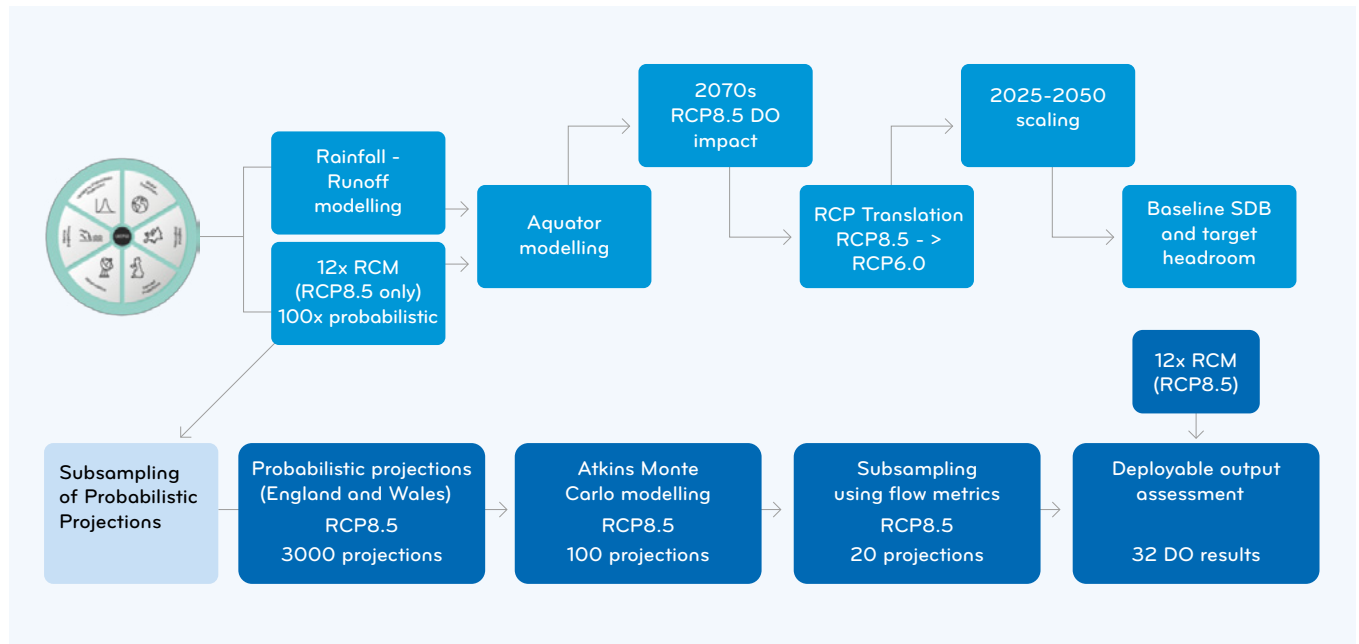 Rainfall -
Runoff
modelling
12x RCM
(RCP8.5 only)
100x probabilistic
Aquator
modelling
2070s
RCP8.5 DO
impact
RCP Translation
RCP8.5 - >
RCP6.0
2025-2050
scaling
Baseline SDB
and target
headroom
12x RCM
(RCP8.5)
Subsampling
of Probabilistic
Projections
Probabilistic projections
(England and Wales)
RCP8.5
3000 projections
Atkins Monte
Carlo modelling
RCP8.5
100 projections
Subsampling
using flow metrics
RCP8.5
20 projections
Deployable output
assessment
32 DO results